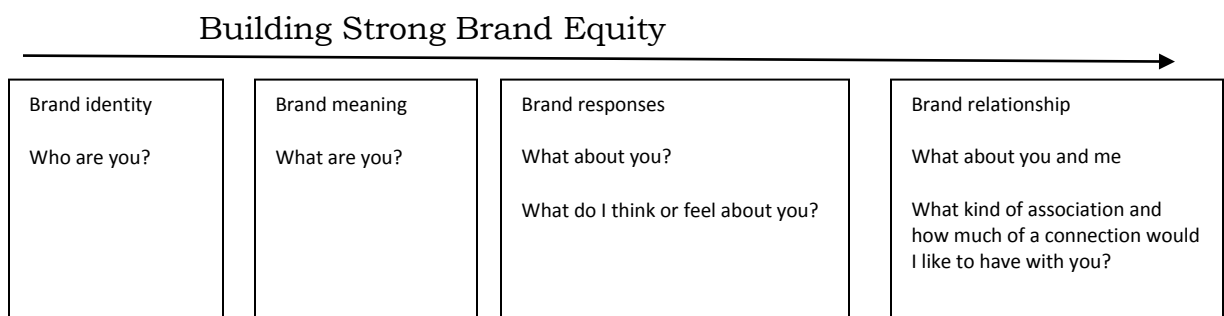 Building Strong Brand Equity
Brand identity
Who are you?
Brand meaning
What are you?
Brand responses
What about you?
What do I think or feel about you?
Brand relationship
What about you and me
What kind of association and
how much of a connection would
I like to have with you?